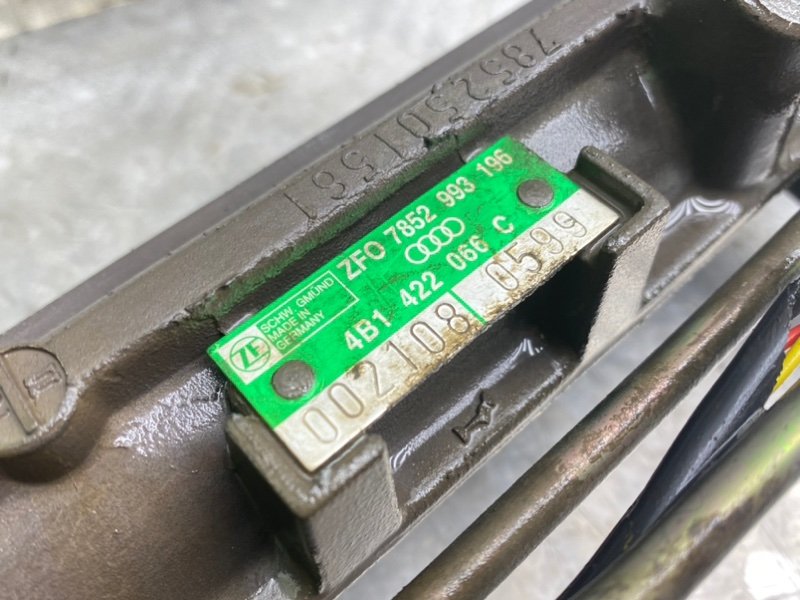 7852501581
ZFO 7852 993 196
4B1 422 066 C
ZF
SCHW. GMÜND
MADE IN
GERMANY
002108 0599